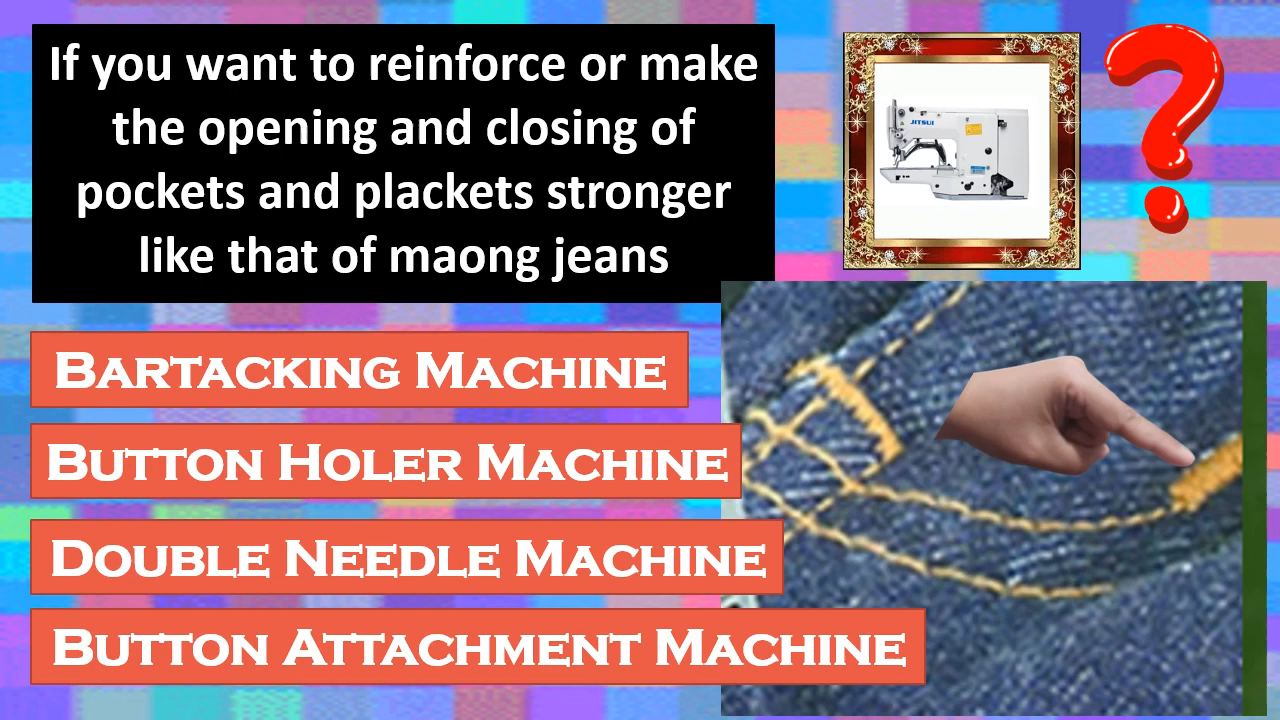 If you want to reinforce or make
the opening and closing of
pockets and plackets stronger
like that of maong jeans
JITSUI
Bartacking Machine
Button Holer Machine
Double Needle Machine
Button Attachment Machine